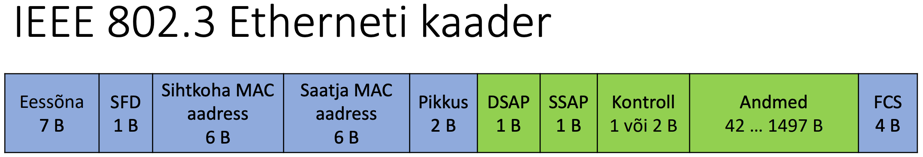 IEEE 802.3 Etherneti kaader
Eessõna
7 B
SFD
1 B
Sihtkoha MAC
aadress
6 B
Saatja MAC
aadress
6 B
Pikkus
2 B
DSAP
1 B
SSAP
1 B
Kontroll
1 või 2 B
Andmed
42 ... 1497 B
FCS
4 B